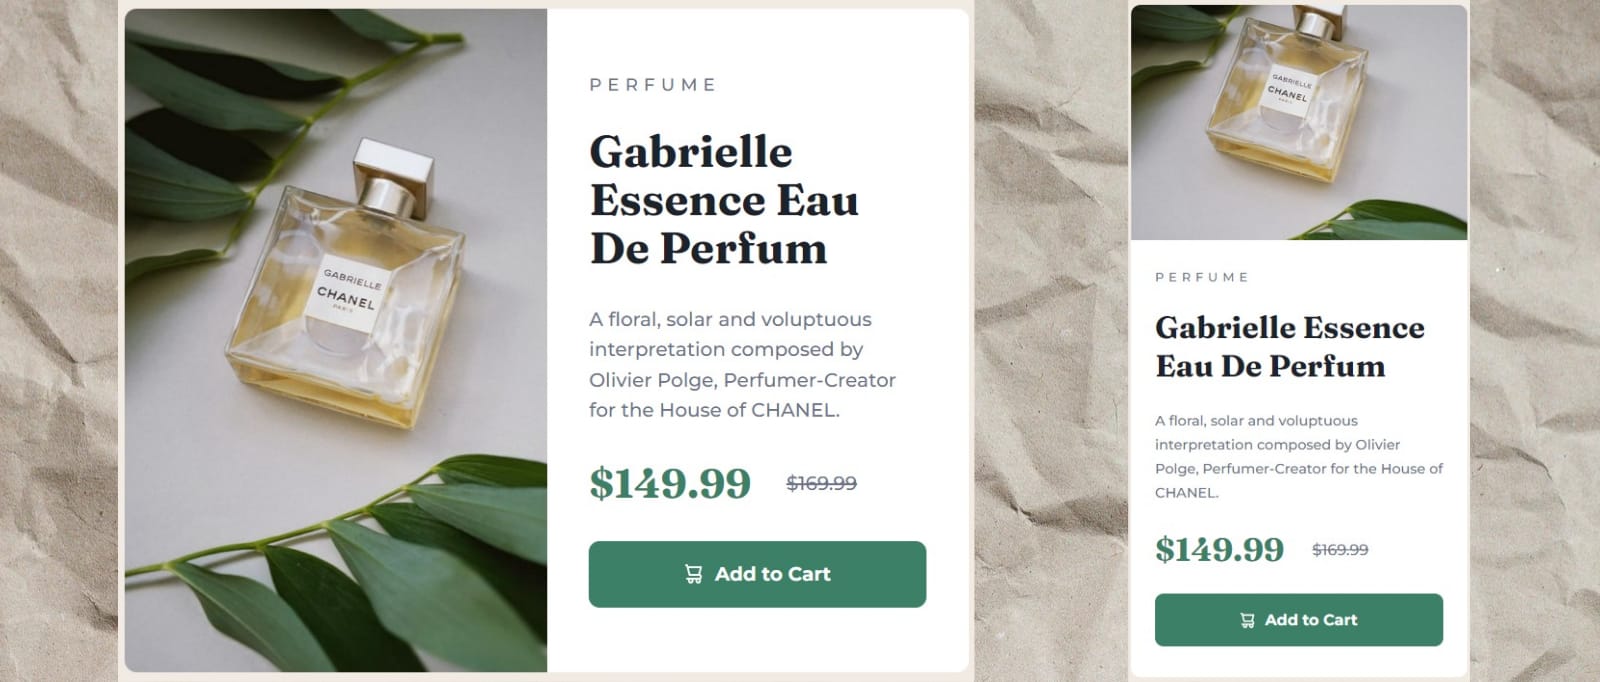 GABRIELLE
CHANEL
PARIS
PERFUME
Gabrielle
Essence Eau
De Perfum
A floral, solar and voluptuous
interpretation composed by
Olivier Polge, Perfumer-Creator
for the House of CHANEL.
$149.99 $169.99
Add to Cart
GABRIELLE
CHANEL
PARIS
PERFUME
Gabrielle Essence
Eau De Perfum
A floral, solar and voluptuous
interpretation composed by Olivier
Polge, Perfumer-Creator for the House of
CHANEL.
$149.99 $169.99
Add to Cart